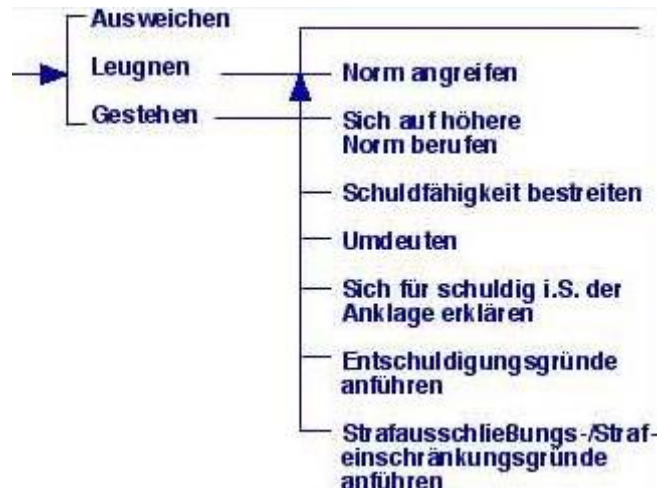 Ausweichen
Leugnen
Gestehen
Norm angreifen
Sich auf höhere
Norm berufen
Schuldfähigkeit bestreiten
Umdeuten
Sich für schuldig i.S. der
Anklage erklären
Entschuldigungsgründe
anführen
Strafausschließungs-/Straf-
einschränkungsgründe
anführen